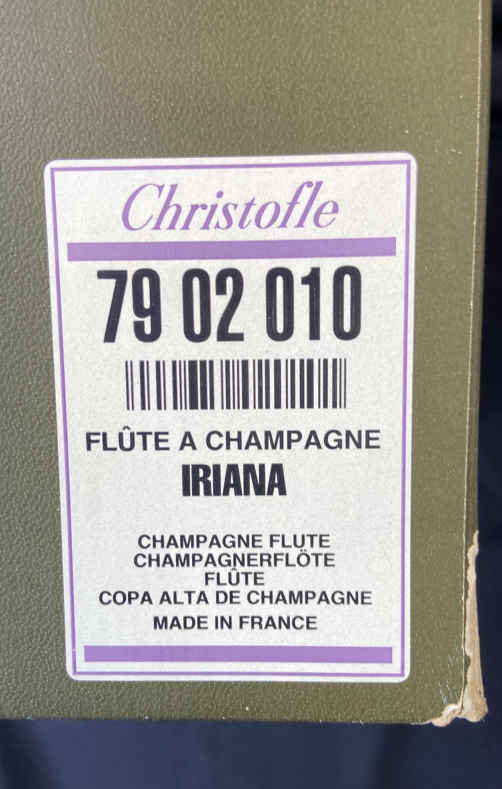 Christofle
79 02 010
FLÛTE A CHAMPAGNE
IRIANA
CHAMPAGNE FLUTE
CHAMPAGNERFLÖTE
FLÛTE
COPA ALTA DE CHAMPAGNE
MADE IN FRANCE